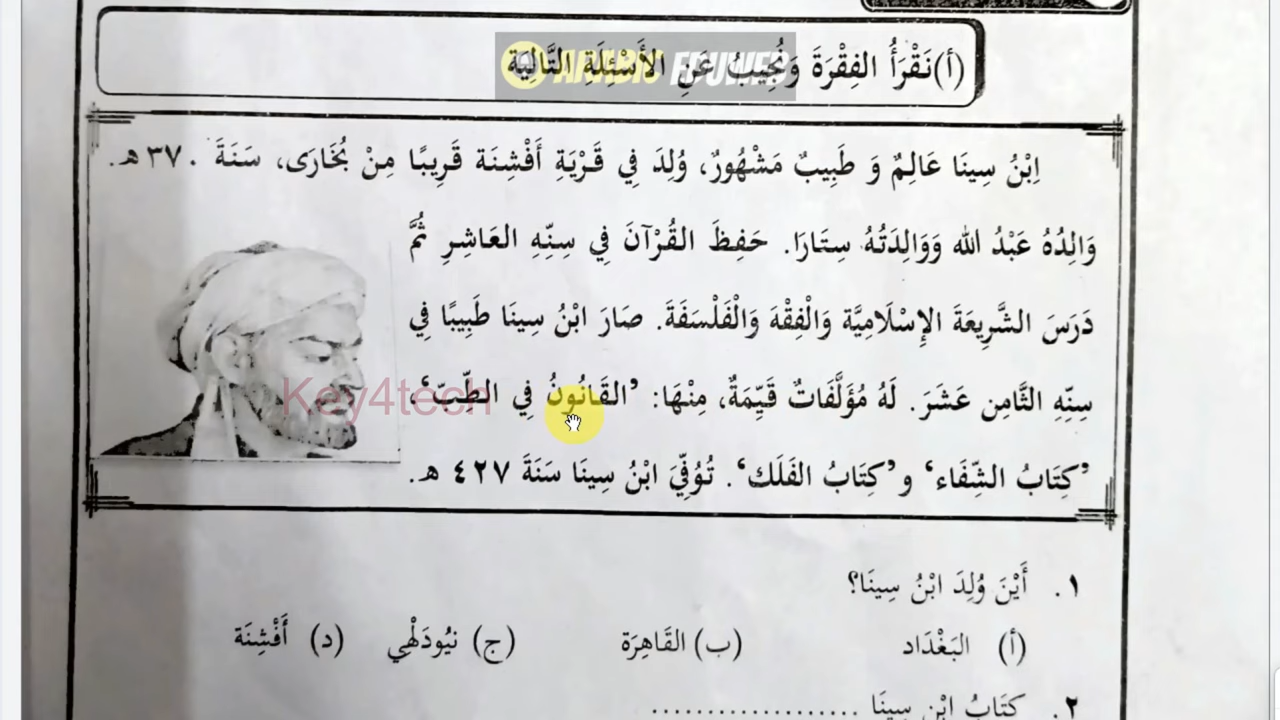 (أ) نَقْرَأُ الفِقْرَةَ وَنُجِيبُ عَنِ الأَسْئِلَةِ التَّالِيَة
ARABIC EDUWEB
اِبْنُ سِينَا عَالِمٌ وَ طَبِيبٌ مَشْهُورٌ، وُلِدَ فِي قَرْيَةِ أَفْشِنَة قَرِيبًا مِنْ بُخَارَى، سَنَةَ ٣٧٠ هـ.
وَالِدُهُ عَبْدُ الله وَوَالِدَتُهُ سِتَارَا. حَفِظَ القُرْآنَ فِي سِنِّهِ العَاشِرِ ثُمَّ
دَرَسَ الشَّرِيعَةَ الإِسْلَامِيَّة وَالْفِقْهَ وَالْفَلْسَفَةَ. صَارَ ابْنُ سِينَا طَبِيبًا فِي
سِنِّهِ الثَّامِن عَشَرَ. لَهُ مُؤَلَّفَاتٌ قَيِّمَةٌ، مِنْهَا: ’القَانُونُ فِي الطِّبّ‘،
’كِتَابُ الشِّفَاء‘ و’كِتَابُ الفَلَك‘. تُوُفِّيَ ابْنُ سِينَا سَنَةَ ٤٢٧ هـ.
Key4tech
١. أَيْنَ وُلِدَ ابْنُ سِينَا؟
(أ) البَغْدَاد (ب) القَاهِرَة (ج) نيُودَلْهِي (د) أَفْشِنَة
٢. كِتَابُ ابْنِ سِينَا ....................